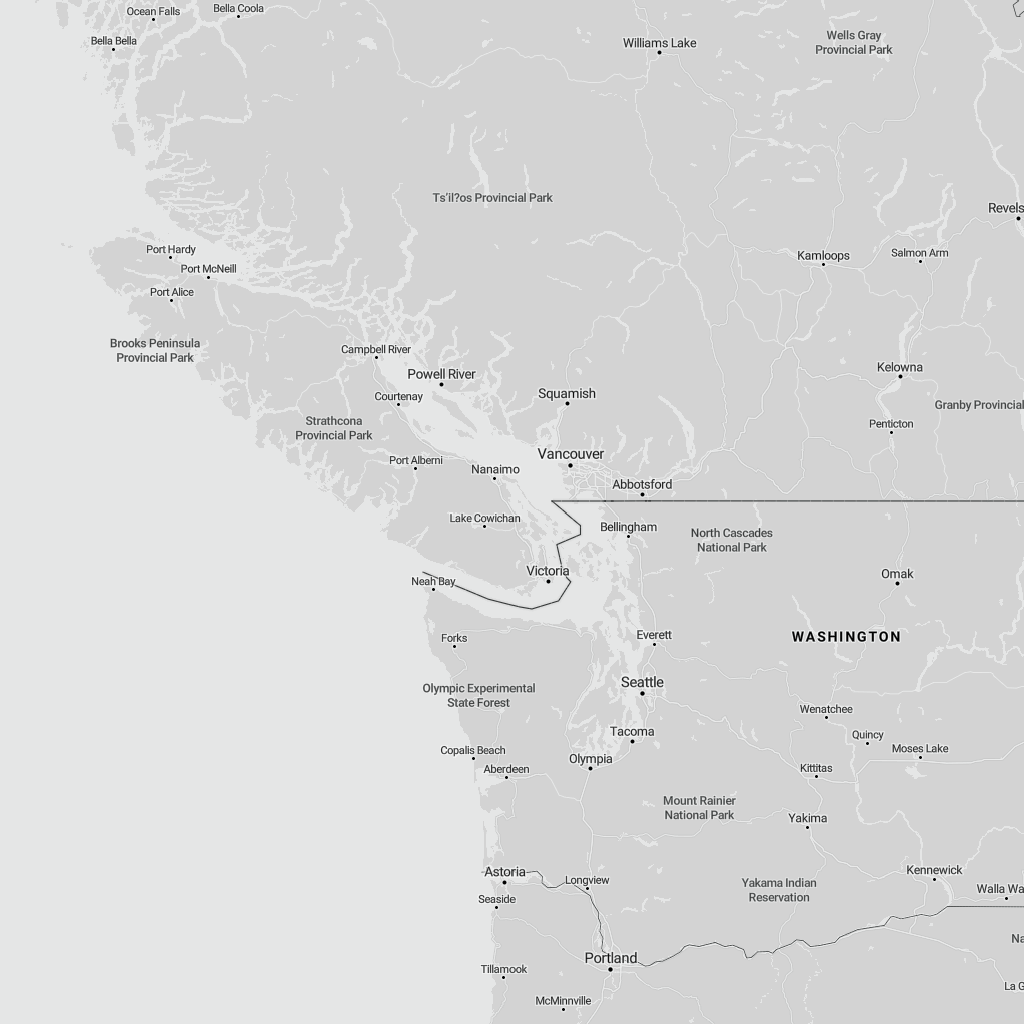 Ocean Falls
Bella Coola
Bella Bella
Williams Lake
Wells Gray
Provincial Park
Ts'il?os Provincial Park
Revels
Port Hardy
Port McNeill
Port Alice
Kamloops
Salmon Arm
Brooks Peninsula
Provincial Park
Campbell River
Powell River
Courtenay
Squamish
Kelowna
Granby Provincial
Strathcona
Provincial Park
Penticton
Port Alberni
Nanaimo
Vancouver
Abbotsford
Lake Cowichan
Bellingham
North Cascades
National Park
Victoria
Neah Bay
Omak
Forks
Everett
WASHINGTON
Olympic Experimental
State Forest
Seattle
Wenatchee
Tacoma
Quincy
Copalis Beach
Moses Lake
Olympia
Aberdeen
Kittitas
Mount Rainier
National Park
Yakima
Astoria
Longview
Kennewick
Yakama Indian
Reservation
Walla Wa
Seaside
Na
Portland
Tillamook
La G
McMinnville